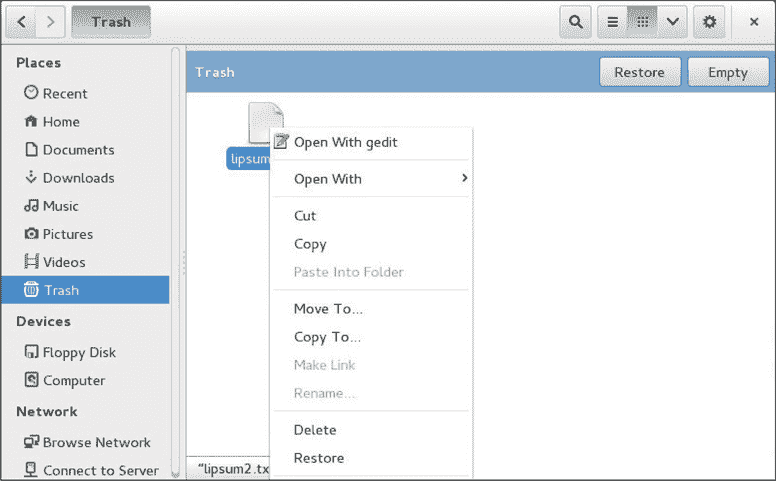 Trash
Places
Recent
Home
Documents
Downloads
Music
Pictures
Videos
Trash
Devices
Floppy Disk
Computer
Network
Browse Network
Connect to Server
Trash
Restore
Empty
lipsum
Open With gedit
Open With
Cut
Copy
Paste Into Folder
Move To...
Copy To...
Make Link
Rename...
Delete
Restore
"lipsum2.tx